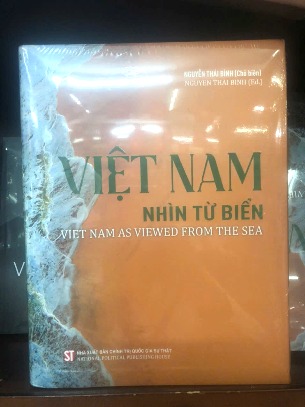 NGUYỄN THÁI BÌNH (Chủ biên)
NGUYEN THAI BINH (Ed.)
VIỆT NAM
NHÌN TỪ BIỂN
VIET NAM AS VIEWED FROM THE SEA
ST
NHÀ XUẤT BẢN CHÍNH TRỊ QUỐC GIA SỰ THẬT
NATIONAL POLITICAL PUBLISHING HOUSE